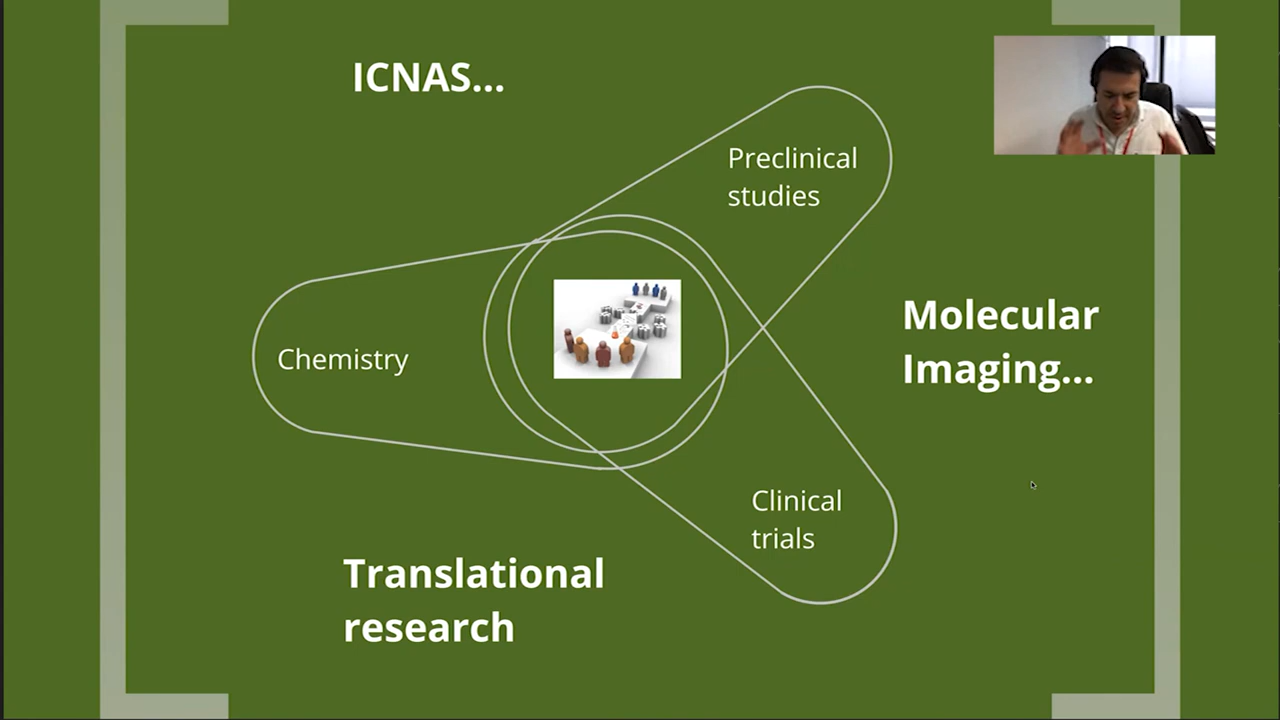 ICNAS...
Preclinical
studies
Chemistry
Molecular
Imaging...
Clinical
trials
Translational
research